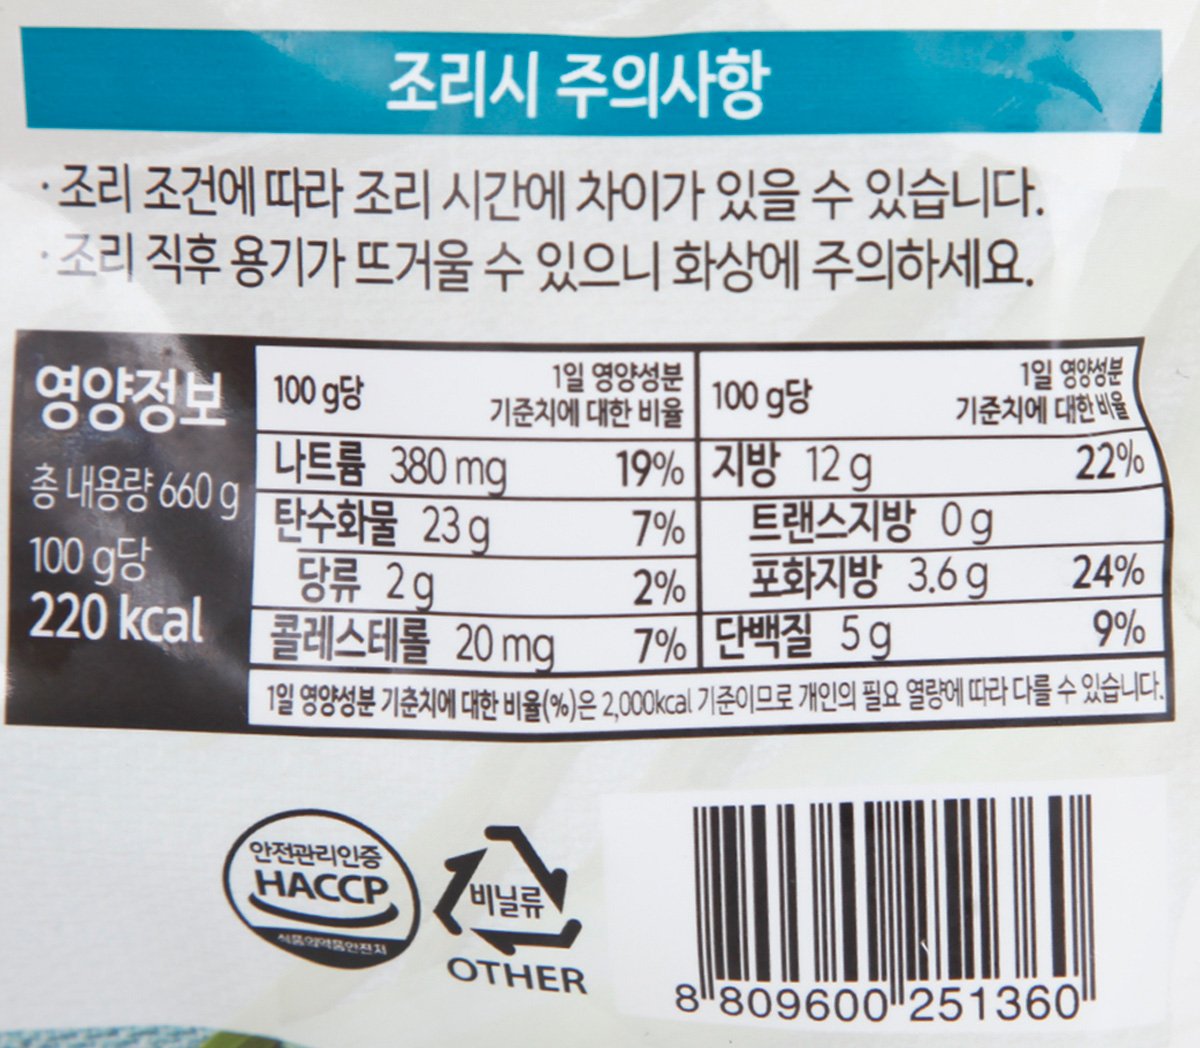 조리시 주의사항
· 조리 조건에 따라 조리 시간에 차이가 있을 수 있습니다.
· 조리 직후 용기가 뜨거울 수 있으니 화상에 주의하세요.
영양정보
총 내용량 660 g
100 g당
220 kcal
100 g당 1일 영양성분 기준치에 대한 비율
나트륨 380 mg 19%
탄수화물 23 g 7%
당류 2 g 2%
콜레스테롤 20 mg 7%
100 g당 1일 영양성분 기준치에 대한 비율
지방 12 g 22%
트랜스지방 0 g
포화지방 3.6 g 24%
단백질 5 g 9%
1일 영양성분 기준치에 대한 비율(%)은 2,000kcal 기준이므로 개인의 필요 열량에 따라 다를 수 있습니다.
안전관리인증
HACCP
식품의약품안전처
비닐류
OTHER
8 809600 251360